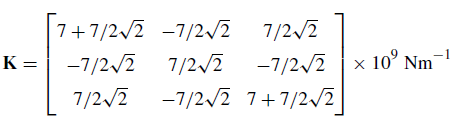 7 + 7/2√2 −7/2√2 7/2√2
K = −7/2√2 7/2√2 −7/2√2 × 10⁹ Nm⁻¹
7/2√2 −7/2√2 7 + 7/2√2